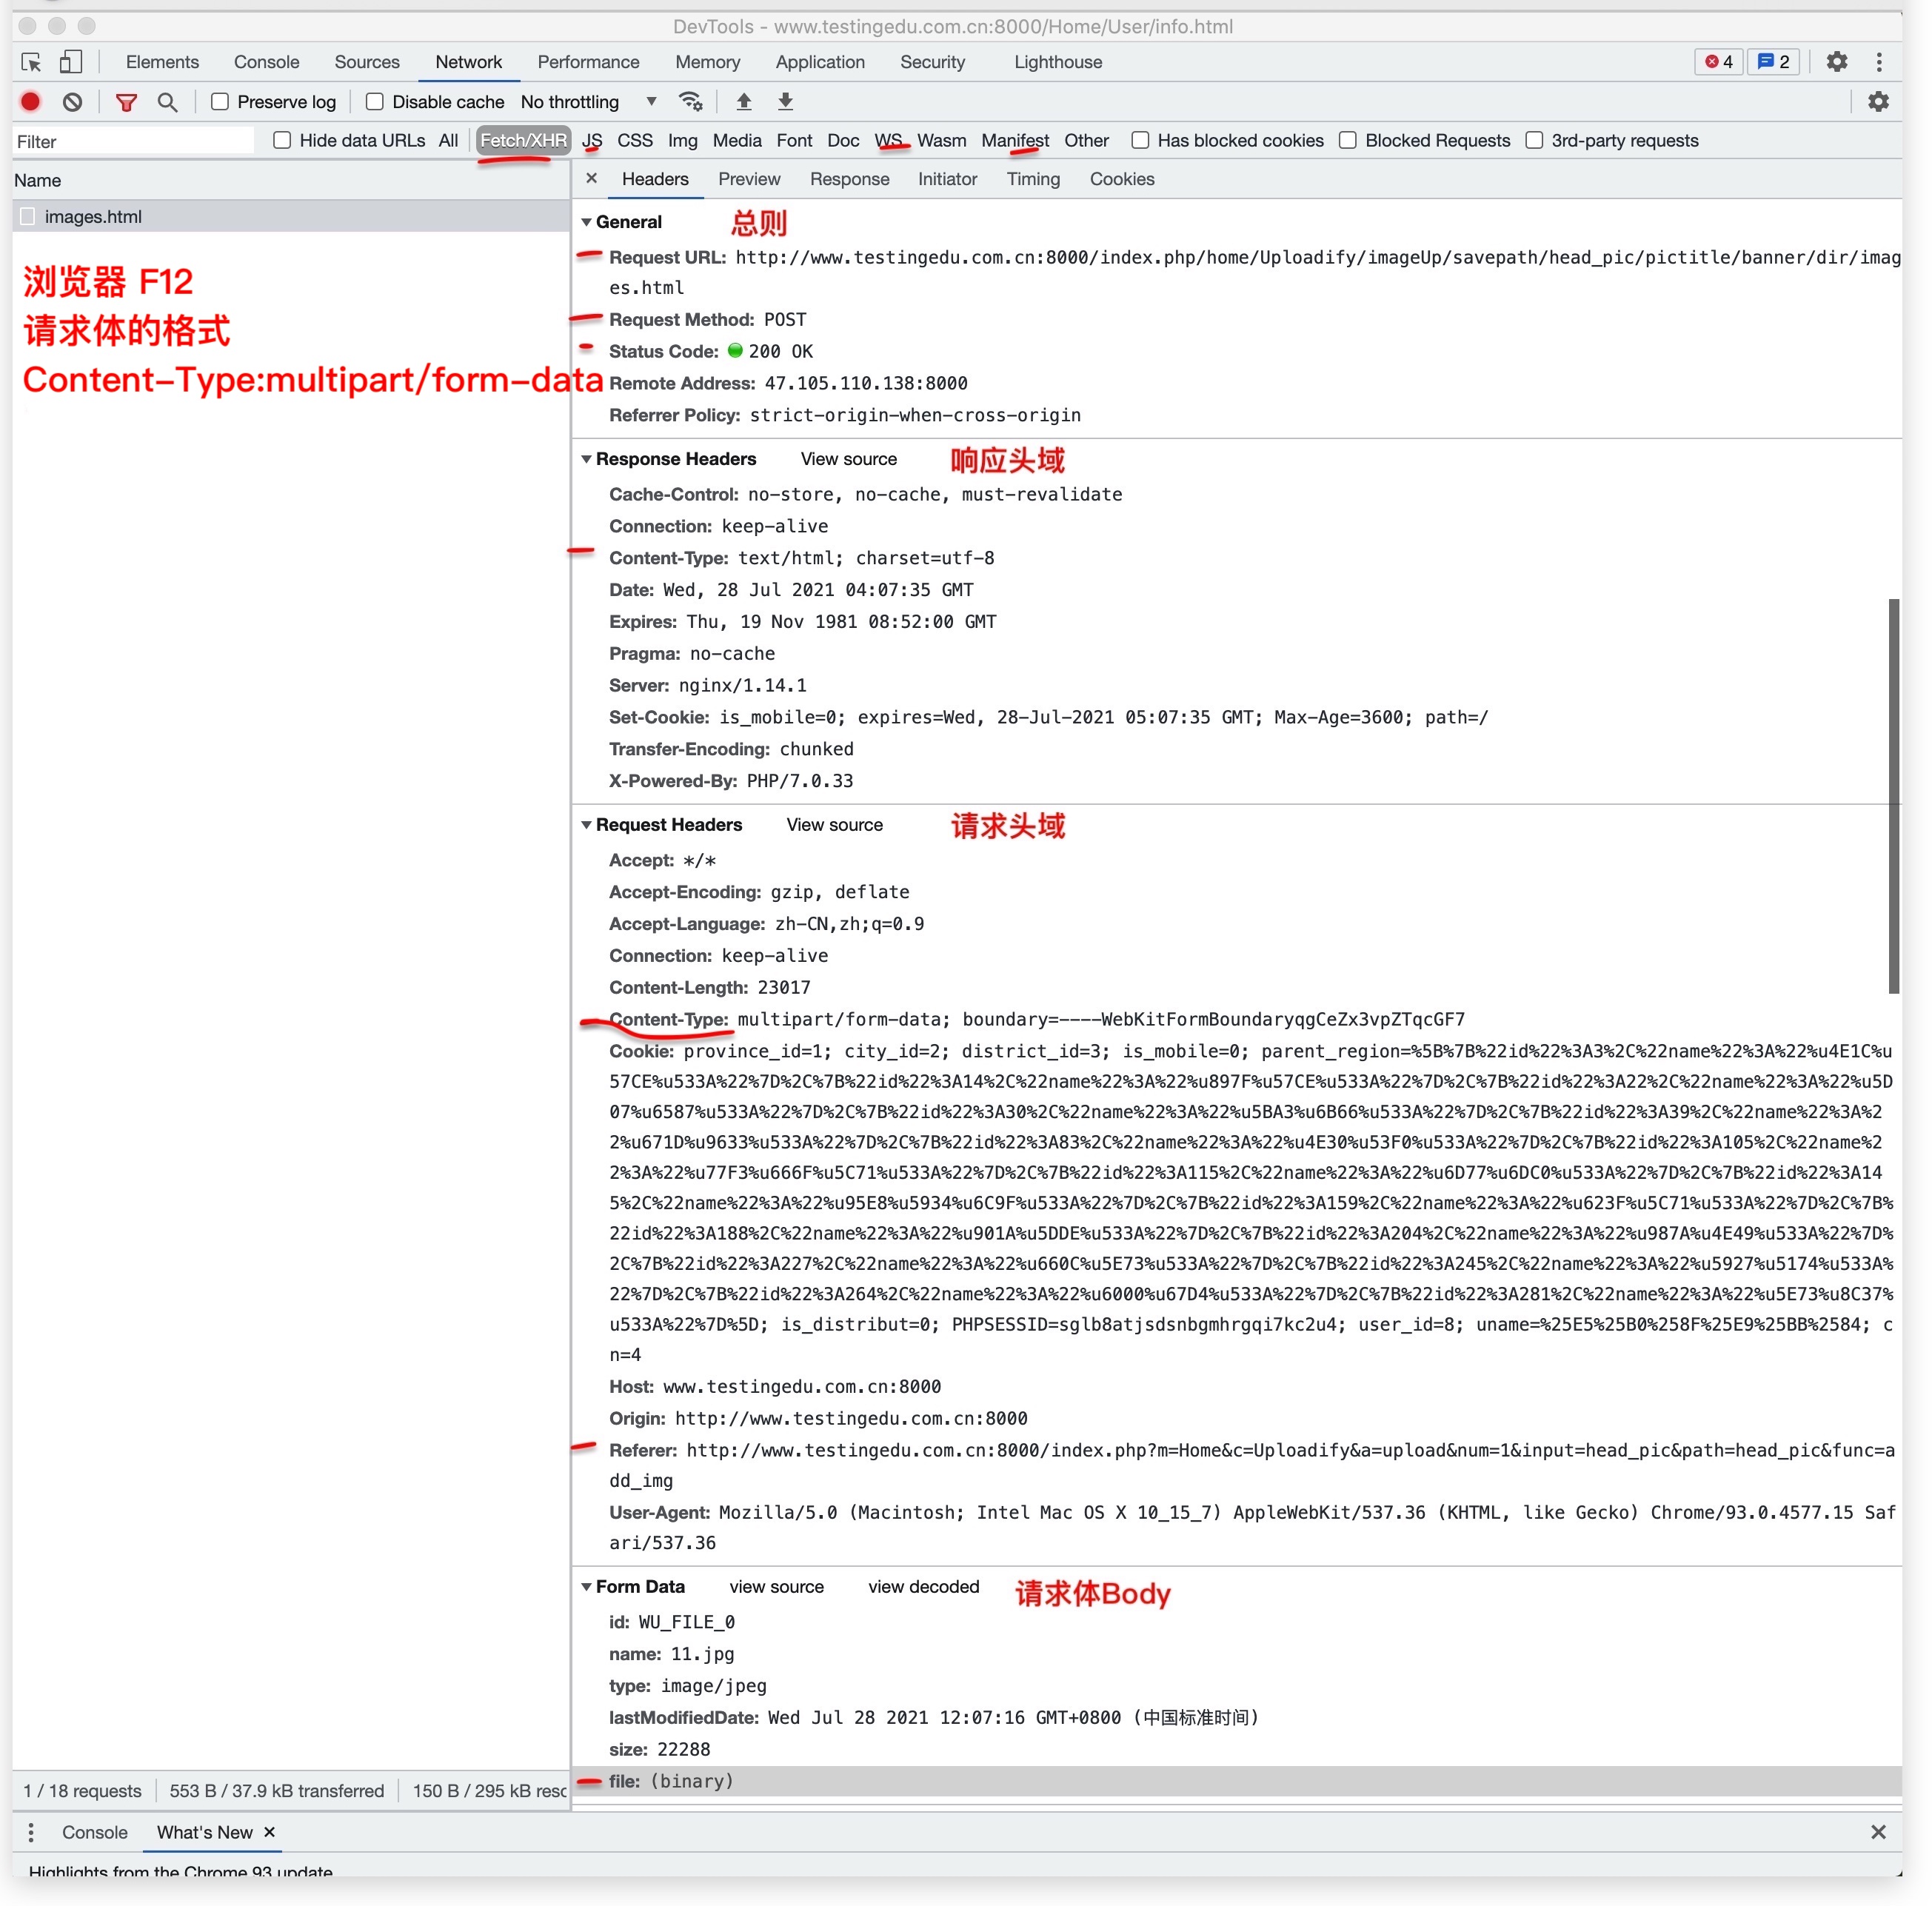 DevTools - www.testingedu.com.cn:8000/Home/User/info.html
Elements Console Sources Network Performance Memory Application Security Lighthouse 4 2
Preserve log Disable cache No throttling
Filter Hide data URLs All Fetch/XHR JS CSS Img Media Font Doc WS Wasm Manifest Other Has blocked cookies Blocked Requests 3rd-party requests
Name
images.html
浏览器 F12
请求体的格式
Content-Type:multipart/form-data
1 / 18 requests 553 B / 37.9 kB transferred 150 B / 295 kB resc
× Headers Preview Response Initiator Timing Cookies
General 总则
Request URL: http://www.testingedu.com.cn:8000/index.php/home/Uploadify/imageUp/savepath/head_pic/pictitle/banner/dir/imag
es.html
Request Method: POST
Status Code: 200 OK
Remote Address: 47.105.110.138:8000
Referrer Policy: strict-origin-when-cross-origin
Response Headers View source 响应头域
Cache-Control: no-store, no-cache, must-revalidate
Connection: keep-alive
Content-Type: text/html; charset=utf-8
Date: Wed, 28 Jul 2021 04:07:35 GMT
Expires: Thu, 19 Nov 1981 08:52:00 GMT
Pragma: no-cache
Server: nginx/1.14.1
Set-Cookie: is_mobile=0; expires=Wed, 28-Jul-2021 05:07:35 GMT; Max-Age=3600; path=/
Transfer-Encoding: chunked
X-Powered-By: PHP/7.0.33
Request Headers View source 请求头域
Accept: */*
Accept-Encoding: gzip, deflate
Accept-Language: zh-CN,zh;q=0.9
Connection: keep-alive
Content-Length: 23017
Content-Type: multipart/form-data; boundary=----WebKitFormBoundaryqgCeZx3vpZTqcGF7
Cookie: province_id=1; city_id=2; district_id=3; is_mobile=0; parent_region=%5B%7B%22id%22%3A3%2C%22name%22%3A%22%u4E1C%u
57CE%u533A%22%7D%2C%7B%22id%22%3A14%2C%22name%22%3A%22%u897F%u57CE%u533A%22%7D%2C%7B%22id%22%3A22%2C%22name%22%3A%22%u5D
07%u6587%u533A%22%7D%2C%7B%22id%22%3A30%2C%22name%22%3A%22%u5BA3%u6B66%u533A%22%7D%2C%7B%22id%22%3A39%2C%22name%22%3A%2
2%u671D%u9633%u533A%22%7D%2C%7B%22id%22%3A83%2C%22name%22%3A%22%u4E30%u53F0%u533A%22%7D%2C%7B%22id%22%3A105%2C%22name%2
2%3A%22%u77F3%u666F%u5C71%u533A%22%7D%2C%7B%22id%22%3A115%2C%22name%22%3A%22%u6D77%u6DC0%u533A%22%7D%2C%7B%22id%22%3A14
5%2C%22name%22%3A%22%u95E8%u5934%u6C9F%u533A%22%7D%2C%7B%22id%22%3A159%2C%22name%22%3A%22%u623F%u5C71%u533A%22%7D%2C%7B%
22id%22%3A188%2C%22name%22%3A%22%u901A%u5DDE%u533A%22%7D%2C%7B%22id%22%3A204%2C%22name%22%3A%22%u987A%u4E49%u533A%22%7D%
2C%7B%22id%22%3A227%2C%22name%22%3A%22%u660C%u5E73%u533A%22%7D%2C%7B%22id%22%3A245%2C%22name%22%3A%22%u5927%u5174%u533A%
22%7D%2C%7B%22id%22%3A264%2C%22name%22%3A%22%u6000%u67D4%u533A%22%7D%2C%7B%22id%22%3A281%2C%22name%22%3A%22%u5E73%u8C37%
u533A%22%7D%5D; is_distribut=0; PHPSESSID=sglb8atjsdsnbgmhrgqi7kc2u4; user_id=8; uname=%25E5%25B0%258F%25E9%25BB%2584; c
n=4
Host: www.testingedu.com.cn:8000
Origin: http://www.testingedu.com.cn:8000
Referer: http://www.testingedu.com.cn:8000/index.php?m=Home&c=Uploadify&a=upload&num=1&input=head_pic&path=head_pic&func=a
dd_img
User-Agent: Mozilla/5.0 (Macintosh; Intel Mac OS X 10_15_7) AppleWebKit/537.36 (KHTML, like Gecko) Chrome/93.0.4577.15 Saf
ari/537.36
Form Data view source view decoded 请求体Body
id: WU_FILE_0
name: 11.jpg
type: image/jpeg
lastModifiedDate: Wed Jul 28 2021 12:07:16 GMT+0800 (中国标准时间)
size: 22288
file: (binary)
Console What's New ×
Highlights from the Chrome 93 update